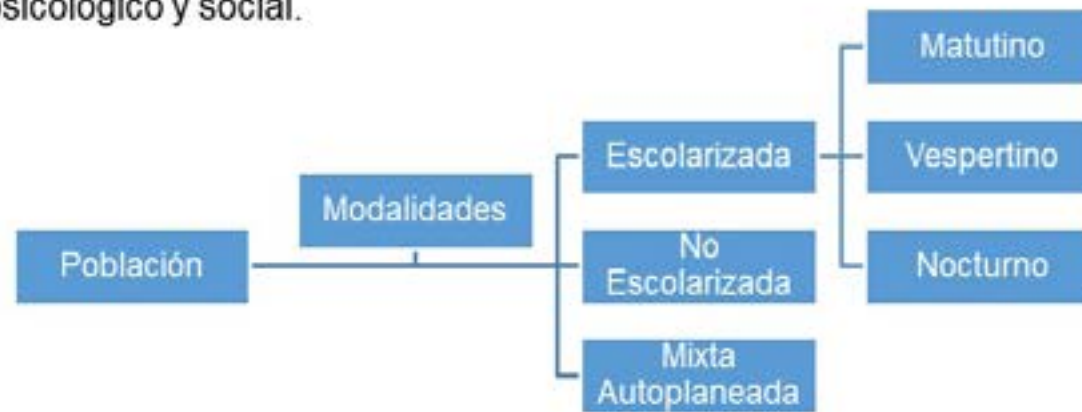 psicológico y social.
Matutino
Escolarizada
Vespertino
Modalidades
Población
No
Escolarizada
Nocturno
Mixta
Autoplaneada